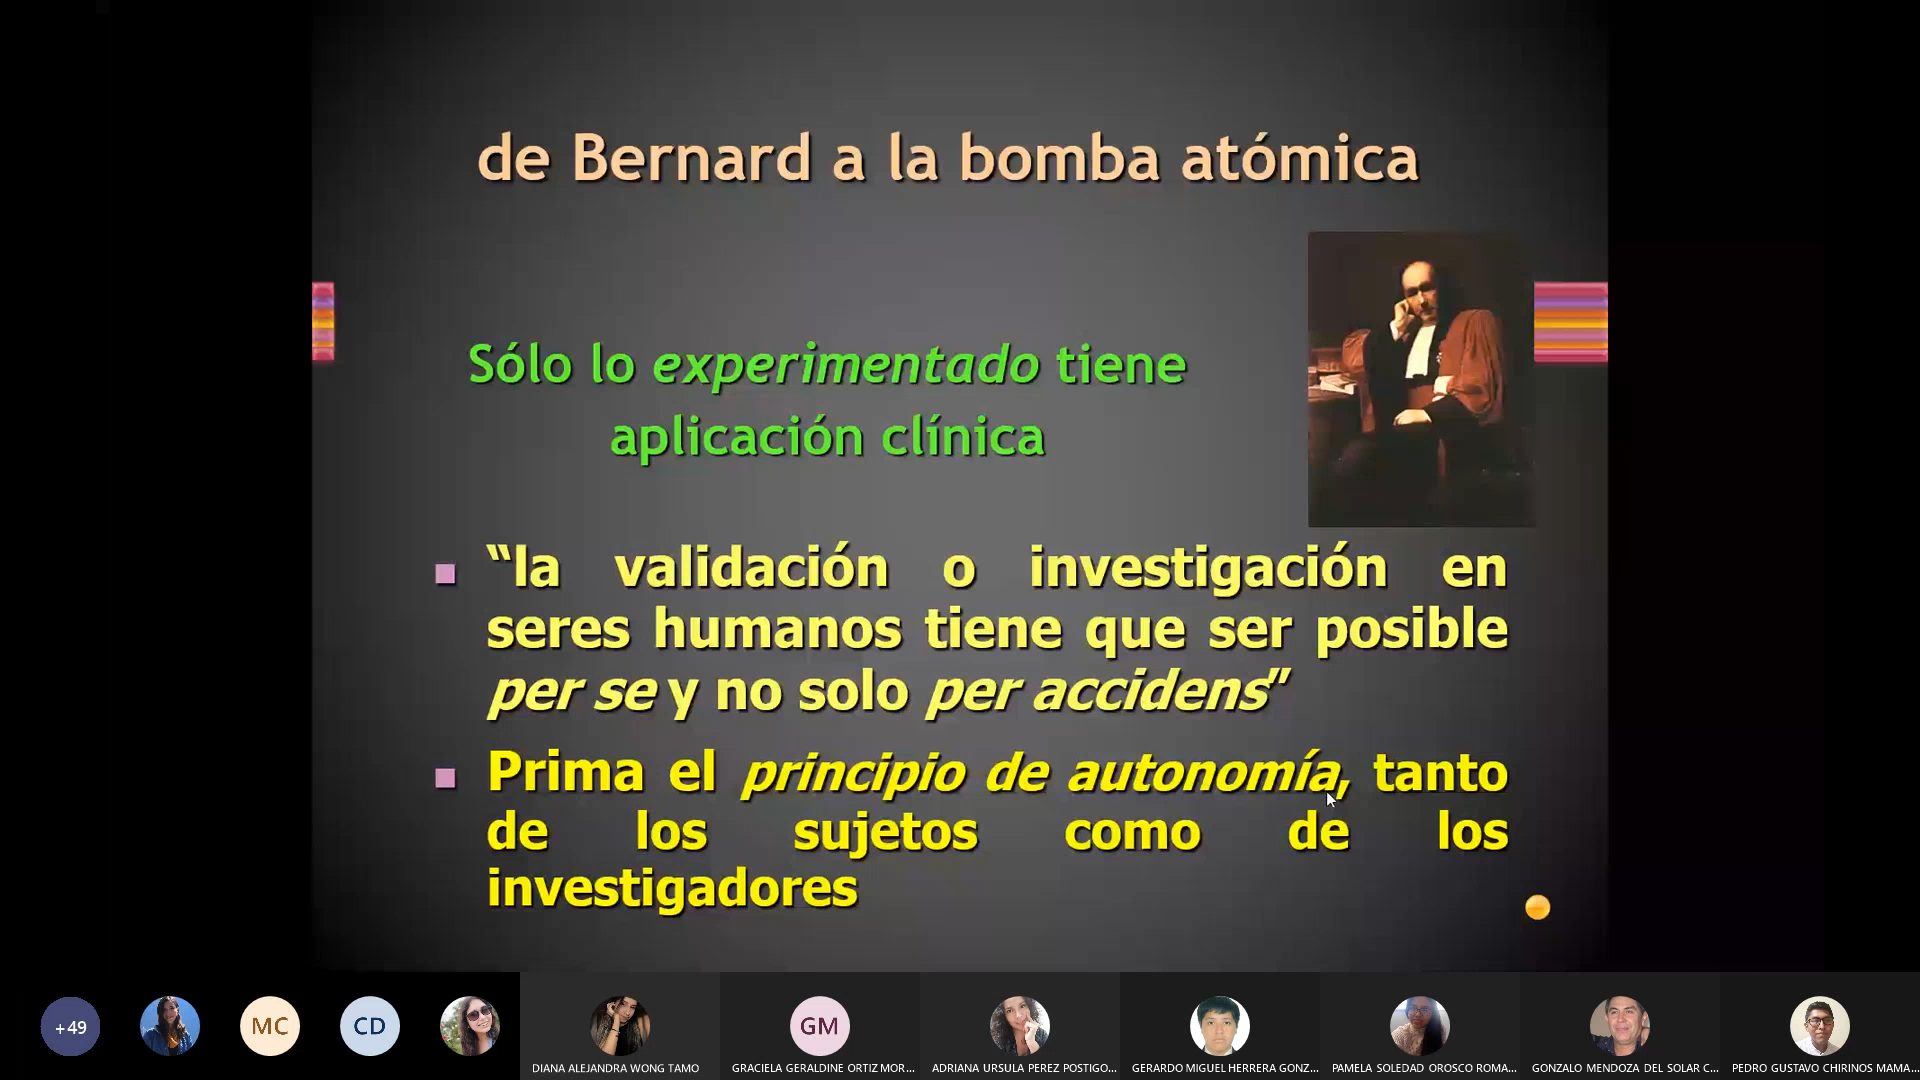 de Bernard a la bomba atómica
Sólo lo experimentado tiene
aplicación clínica
“la validación o investigación en
seres humanos tiene que ser posible
per se y no solo per accidens”
Prima el principio de autonomía, tanto
de los sujetos como de los
investigadores
+49
MC
CD
GM
DIANA ALEJANDRA WONG TAMO
GRACIELA GERALDINE ORTIZ MOR...
ADRIANA URSULA PEREZ POSTIGO...
GERARDO MIGUEL HERRERA GONZ...
PAMELA SOLEDAD OROSCO ROMA...
GONZALO MENDOZA DEL SOLAR C...
PEDRO GUSTAVO CHIRINOS MAMA...